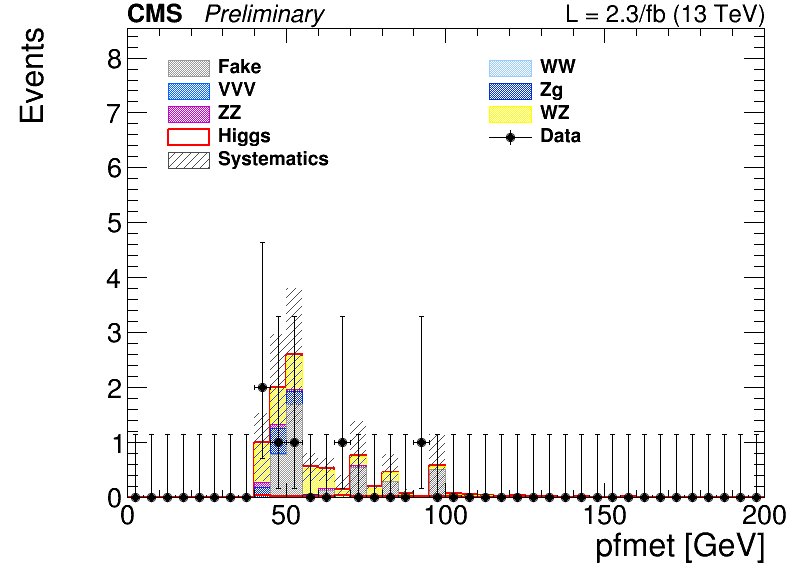 CMS Preliminary L = 2.3/fb (13 TeV)
Events
8
7
6
5
4
3
2
1
0
Fake
VVV
ZZ
Higgs
Systematics
WW
Zg
WZ
Data
0 50 100 150 200
pfmet [GeV]